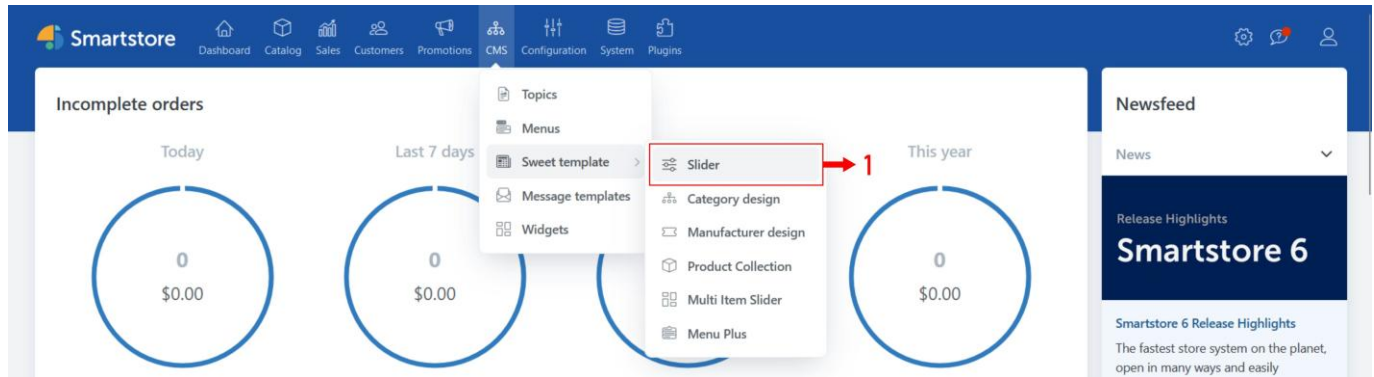 Smartstore
Dashboard Catalog Sales Customers Promotions CMS Configuration System Plugins
Incomplete orders
Today
0
$0.00
Last 7 days
0
$0.00
This year
0
$0.00
Topics
Menus
Sweet template
Message templates
Widgets
Slider
1
Category design
Manufacturer design
Product Collection
Multi Item Slider
Menu Plus
Newsfeed
News
Release Highlights
Smartstore 6
Smartstore 6 Release Highlights
The fastest store system on the planet,
open in many ways and easily